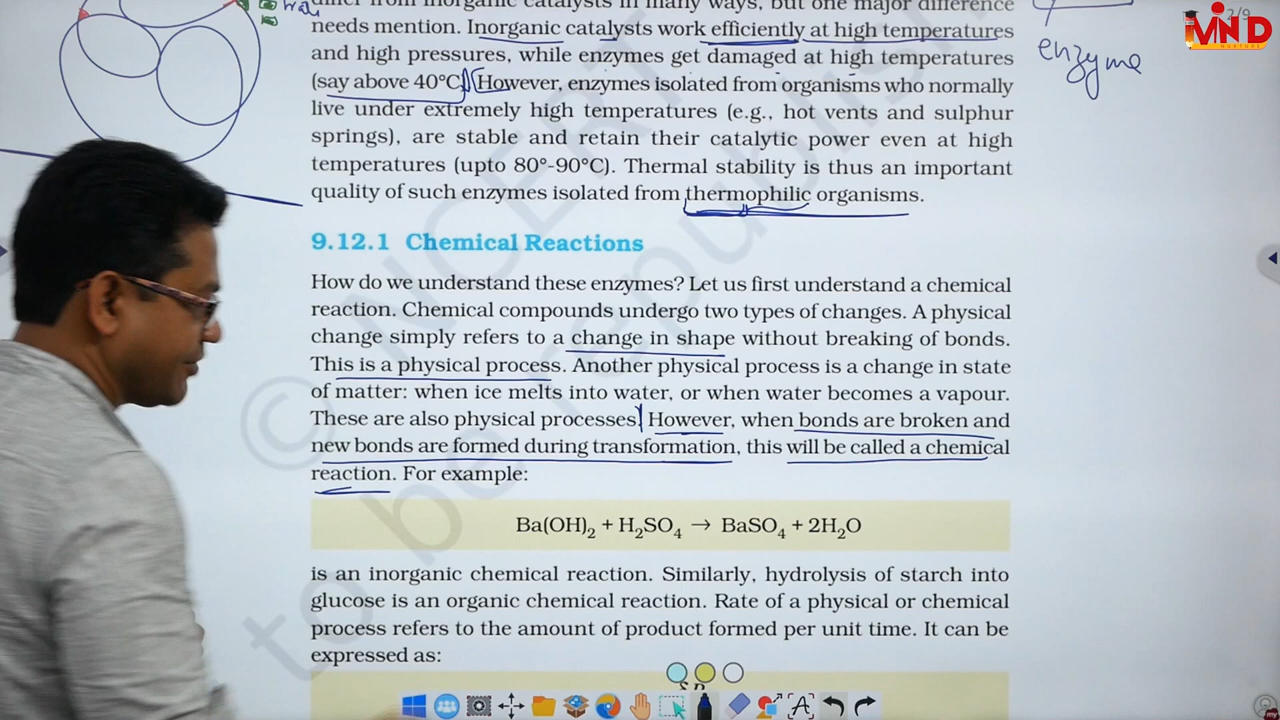 differ from inorganic catalysts in many ways, but one major difference
needs mention. Inorganic catalysts work efficiently at high temperatures
and high pressures, while enzymes get damaged at high temperatures
(say above 40°C). However, enzymes isolated from organisms who normally
live under extremely high temperatures (e.g., hot vents and sulphur
springs), are stable and retain their catalytic power even at high
temperatures (upto 80°-90°C). Thermal stability is thus an important
quality of such enzymes isolated from thermophilic organisms.
2/9
MIND
NURTURE
enzyme
9.12.1 Chemical Reactions
How do we understand these enzymes? Let us first understand a chemical
reaction. Chemical compounds undergo two types of changes. A physical
change simply refers to a change in shape without breaking of bonds.
This is a physical process. Another physical process is a change in state
of matter: when ice melts into water, or when water becomes a vapour.
These are also physical processes. However, when bonds are broken and
new bonds are formed during transformation, this will be called a chemical
reaction. For example:
Ba(OH)₂ + H₂SO₄ → BaSO₄ + 2H₂O
is an inorganic chemical reaction. Similarly, hydrolysis of starch into
glucose is an organic chemical reaction. Rate of a physical or chemical
process refers to the amount of product formed per unit time. It can be
expressed as: